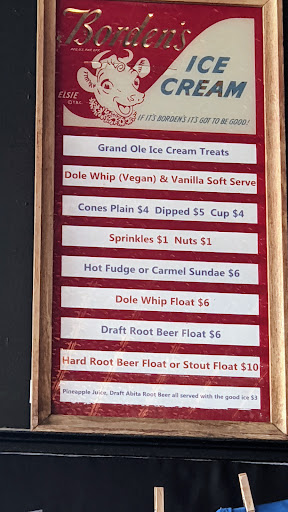 Borden's
ICE
CREAM
ELSIE
IF IT'S BORDEN'S IT'S GOT TO BE GOOD!
Grand Ole Ice Cream Treats
Dole Whip (Vegan) & Vanilla Soft Serve
Cones Plain $4 Dipped $5 Cup $4
Sprinkles $1 Nuts $1
Hot Fudge or Carmel Sundae $6
Dole Whip Float $6
Draft Root Beer Float $6
Hard Root Beer Float or Stout Float $10
Pineapple Juice, Draft Abita Root Beer all served with the good ice $3